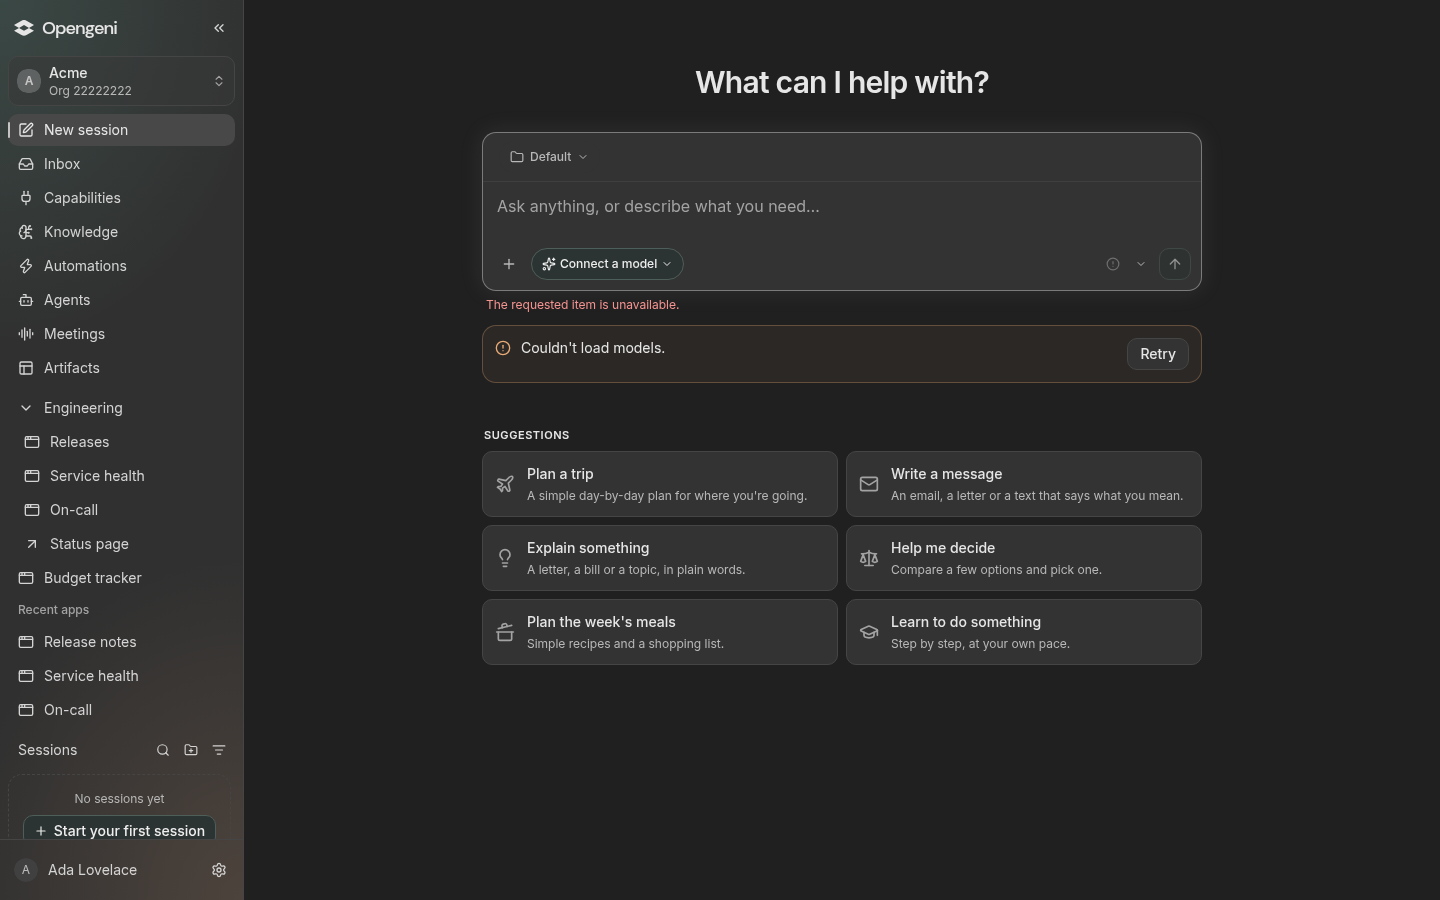 Opengeni
A
Acme
Org 22222222
New session
Inbox
Capabilities
Knowledge
Automations
Agents
Meetings
Artifacts
Engineering
Releases
Service health
On-call
Status page
Budget tracker
Recent apps
Release notes
Service health
On-call
Sessions
No sessions yet
Start your first session
A
Ada Lovelace
What can I help with?
Default
Ask anything, or describe what you need...
Connect a model
The requested item is unavailable.
Couldn't load models.
Retry
SUGGESTIONS
Plan a trip
A simple day-by-day plan for where you're going.
Write a message
An email, a letter or a text that says what you mean.
Explain something
A letter, a bill or a topic, in plain words.
Help me decide
Compare a few options and pick one.
Plan the week's meals
Simple recipes and a shopping list.
Learn to do something
Step by step, at your own pace.